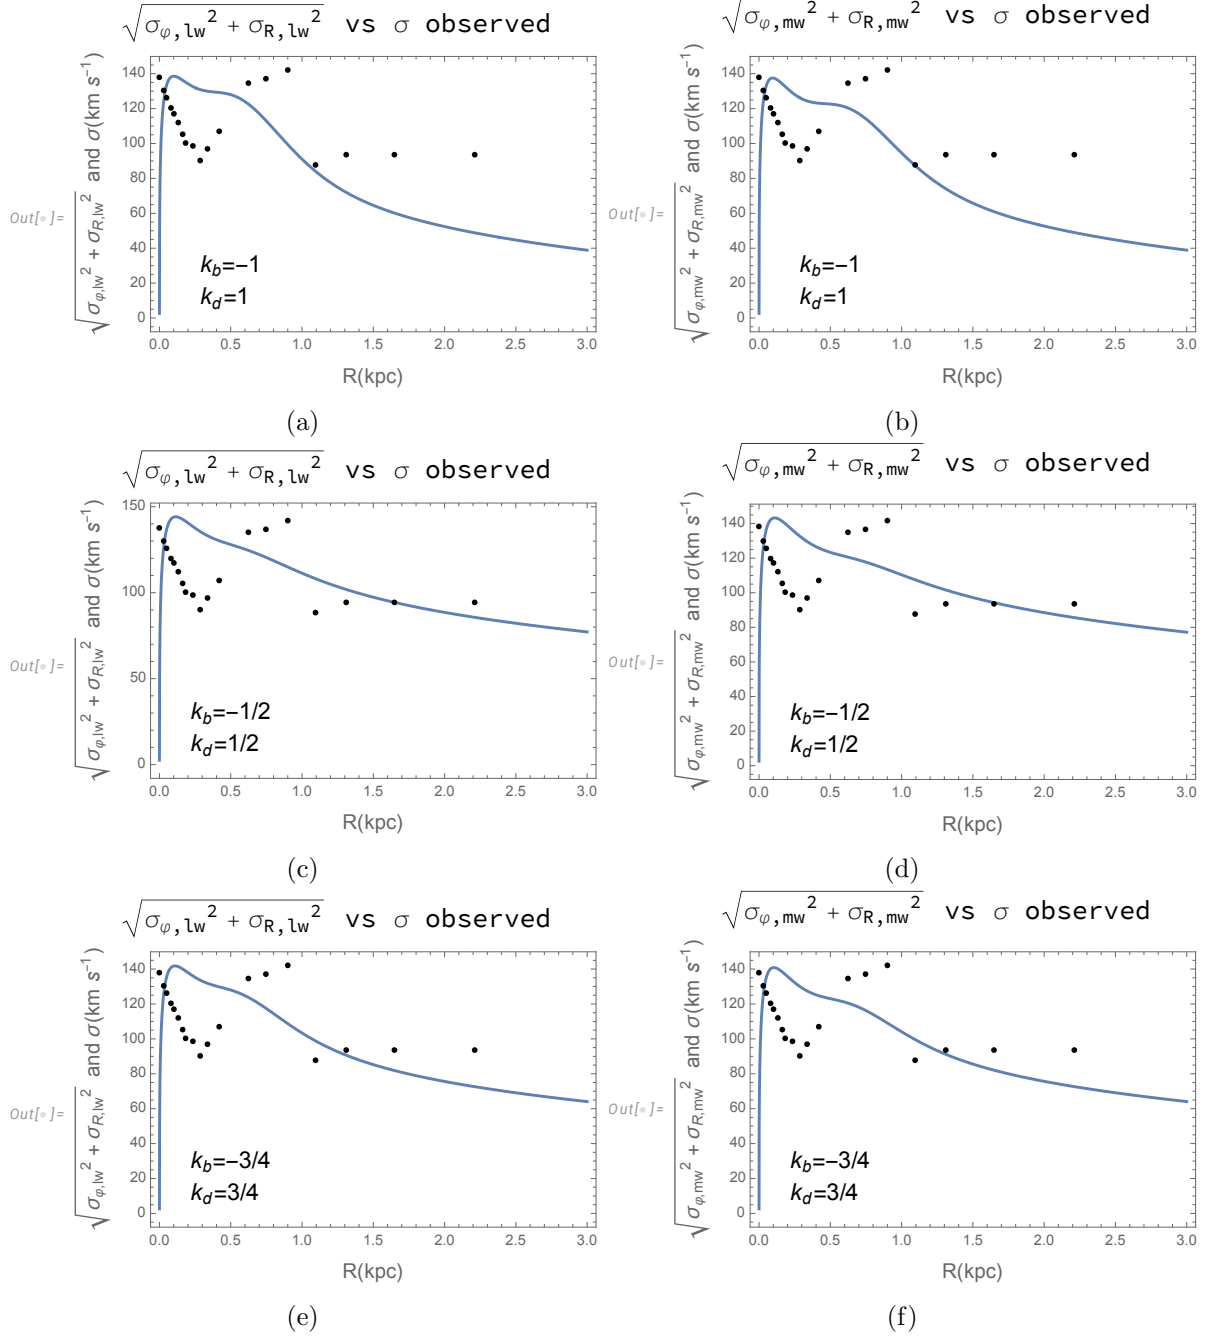 √σφ,lw² + σR,lw² vs σ observed
√σφ,lw² + σR,lw² and σ(km s⁻¹)
Out[•]=
140
120
100
80
60
40
20
0
k_b=−1
k_d=1
0.0 0.5 1.0 1.5 2.0 2.5 3.0
R(kpc)
(a)
√σφ,mw² + σR,mw² vs σ observed
√σφ,mw² + σR,mw² and σ(km s⁻¹)
Out[•]=
140
120
100
80
60
40
20
0
k_b=−1
k_d=1
0.0 0.5 1.0 1.5 2.0 2.5 3.0
R(kpc)
(b)
√σφ,lw² + σR,lw² vs σ observed
√σφ,lw² + σR,lw² and σ(km s⁻¹)
Out[•]=
150
100
50
0
k_b=−1/2
k_d=1/2
0.0 0.5 1.0 1.5 2.0 2.5 3.0
R(kpc)
(c)
√σφ,mw² + σR,mw² vs σ observed
√σφ,mw² + σR,mw² and σ(km s⁻¹)
Out[•]=
140
120
100
80
60
40
20
0
k_b=−1/2
k_d=1/2
0.0 0.5 1.0 1.5 2.0 2.5 3.0
R(kpc)
(d)
√σφ,lw² + σR,lw² vs σ observed
√σφ,lw² + σR,lw² and σ(km s⁻¹)
Out[•]=
140
120
100
80
60
40
20
0
k_b=−3/4
k_d=3/4
0.0 0.5 1.0 1.5 2.0 2.5 3.0
R(kpc)
(e)
√σφ,mw² + σR,mw² vs σ observed
√σφ,mw² + σR,mw² and σ(km s⁻¹)
Out[•]=
140
120
100
80
60
40
20
0
k_b=−3/4
k_d=3/4
0.0 0.5 1.0 1.5 2.0 2.5 3.0
R(kpc)
(f)